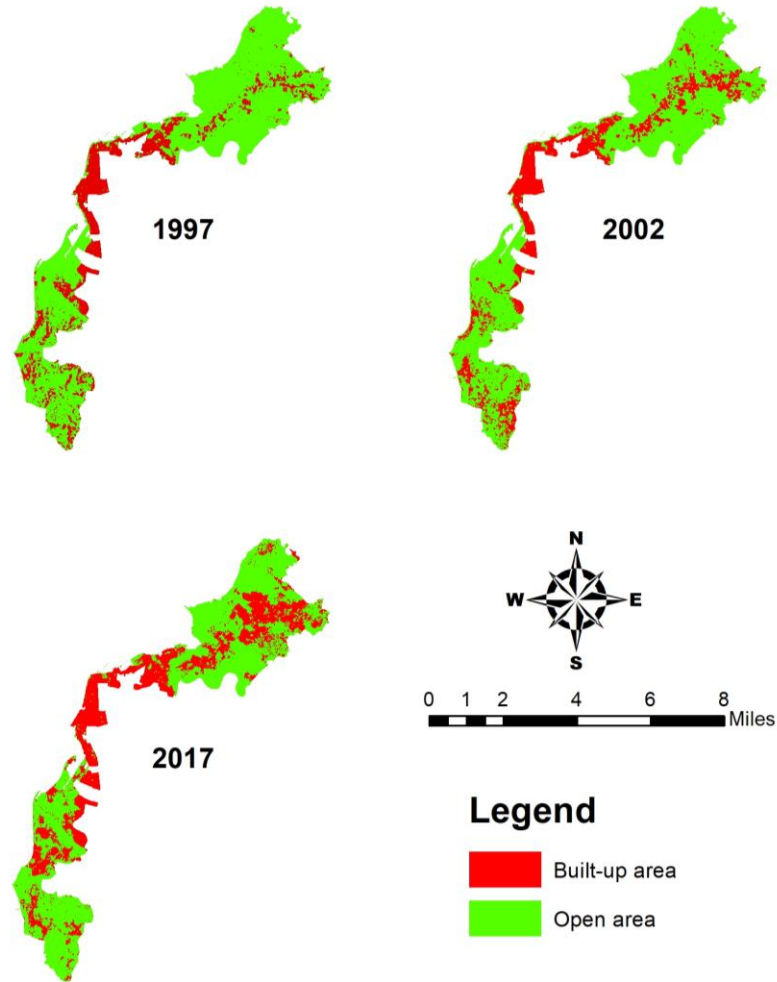 1997
2002
2017
N
W E
S
0 1 2 4 6 8
Miles
Legend
Built-up area
Open area